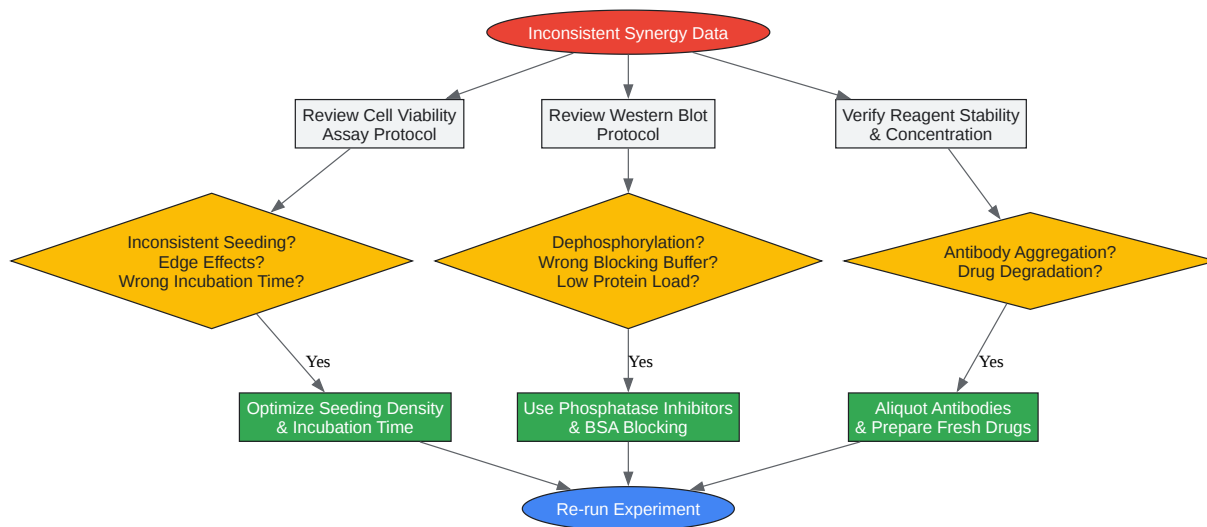 Inconsistent Synergy Data
Review Cell Viability
Assay Protocol
Review Western Blot
Protocol
Verify Reagent Stability
& Concentration
Inconsistent Seeding?
Edge Effects?
Wrong Incubation Time?
Dephosphorylation?
Wrong Blocking Buffer?
Low Protein Load?
Antibody Aggregation?
Drug Degradation?
Yes
Yes
Yes
Optimize Seeding Density
& Incubation Time
Use Phosphatase Inhibitors
& BSA Blocking
Aliquot Antibodies
& Prepare Fresh Drugs
Re-run Experiment